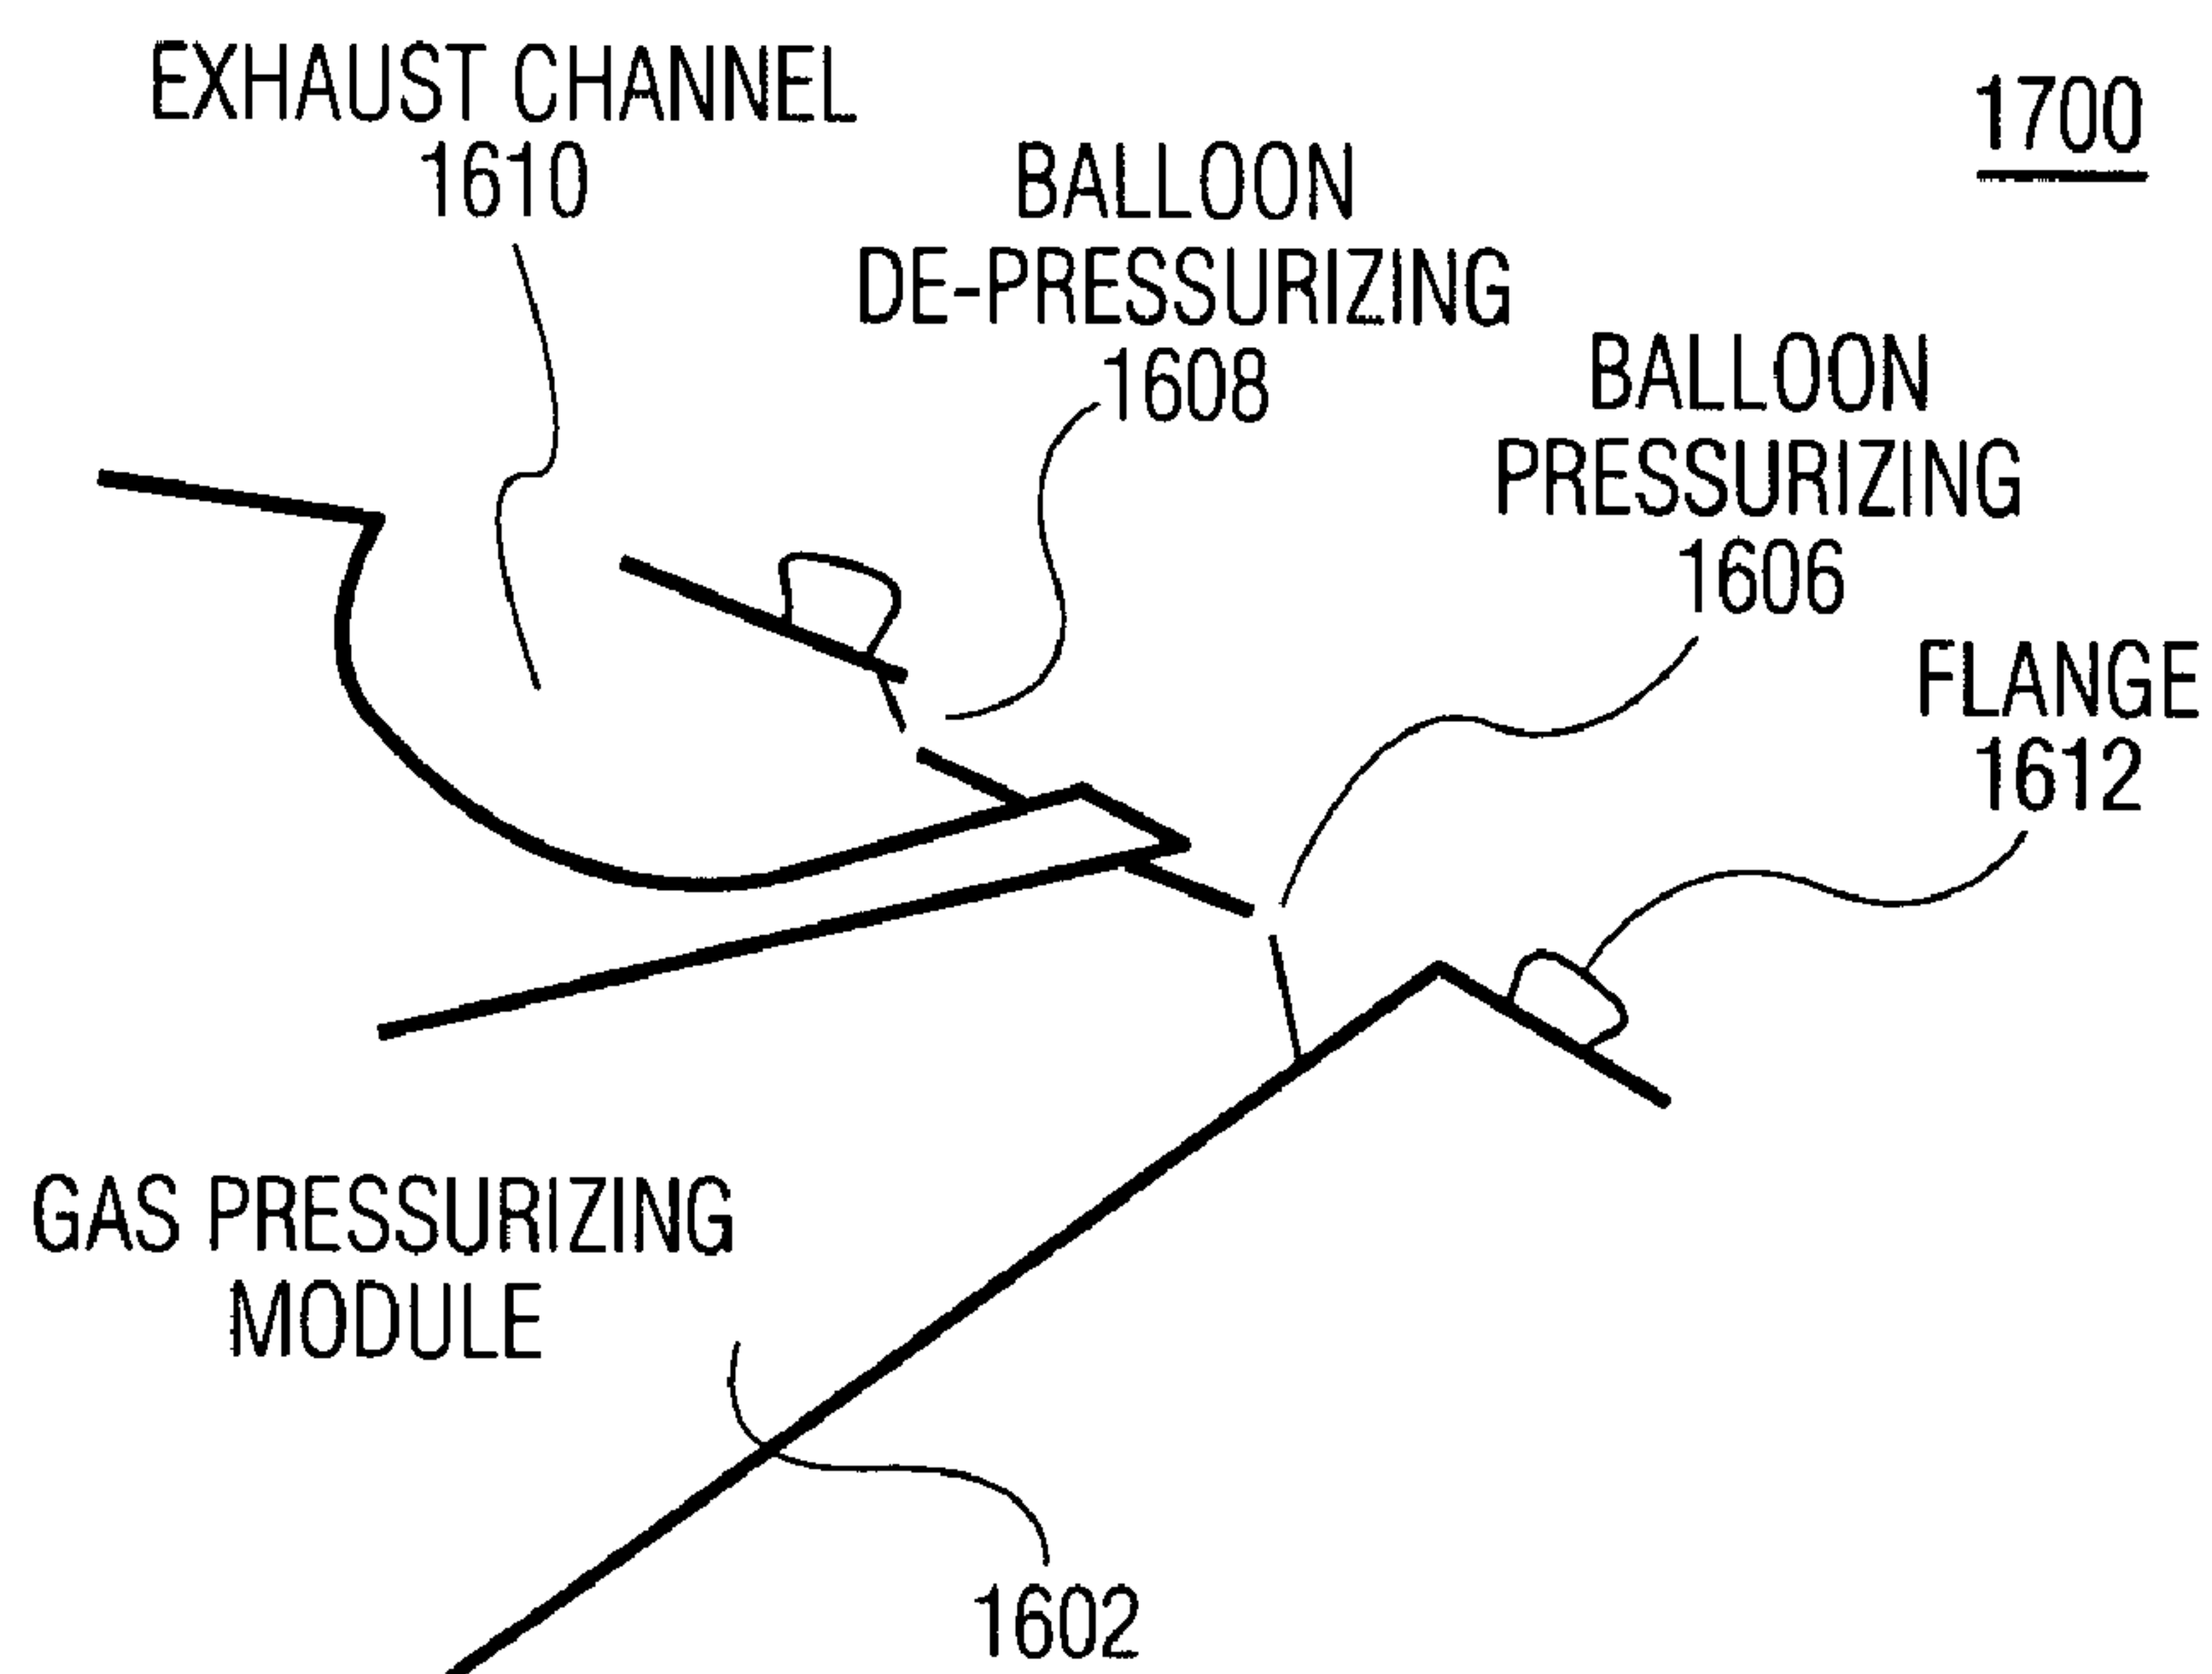 EXHAUST CHANNEL
1610
1700
BALLOON
DE-PRESSURIZING
1608
BALLOON
PRESSURIZING
1606
FLANGE
1612
GAS PRESSURIZING
MODULE
1602